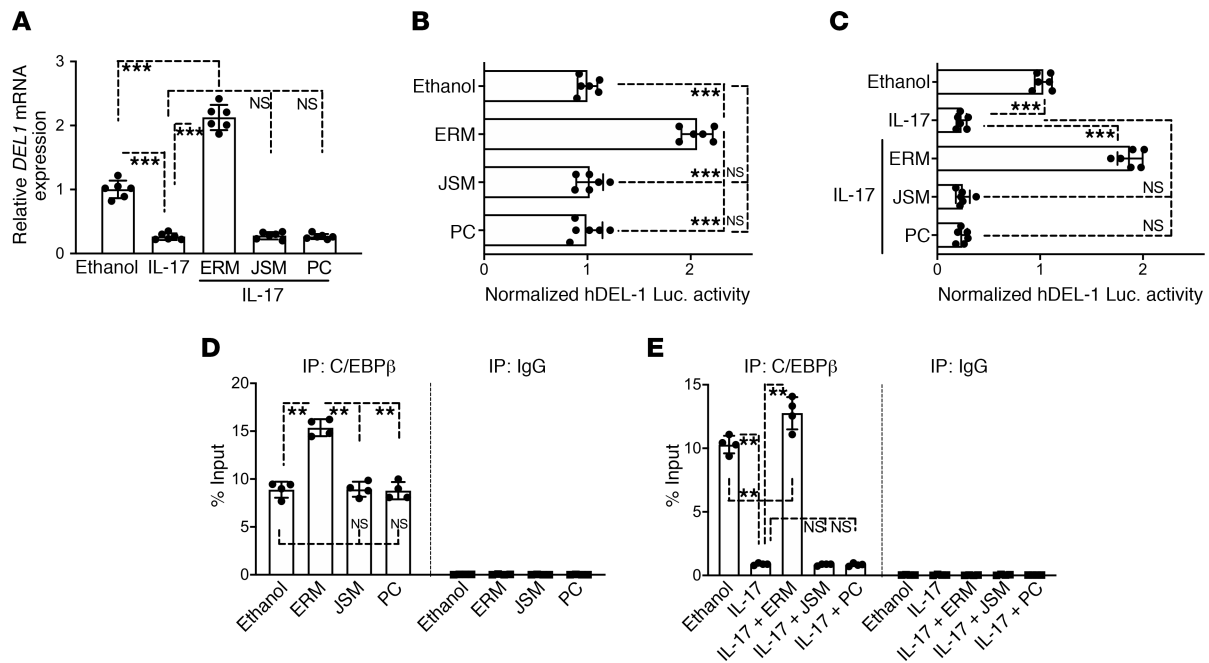 A
Relative DEL1 mRNA
expression
3
2
1
0
***
***
***
NS
NS
Ethanol
IL-17
ERM
JSM
PC
IL-17
B
Ethanol
ERM
JSM
PC
***
***
NS
***
NS
0
1
2
Normalized hDEL-1 Luc. activity
C
Ethanol
IL-17
ERM
JSM
PC
IL-17
***
***
NS
NS
0
1
2
Normalized hDEL-1 Luc. activity
D
IP: C/EBPβ
IP: IgG
% Input
20
15
10
5
0
**
**
**
NS
NS
Ethanol
ERM
JSM
PC
Ethanol
ERM
JSM
PC
E
IP: C/EBPβ
IP: IgG
% Input
15
10
5
0
**
**
**
NS
NS
Ethanol
IL-17
IL-17 + ERM
IL-17 + JSM
IL-17 + PC
Ethanol
IL-17
IL-17 + ERM
IL-17 + JSM
IL-17 + PC